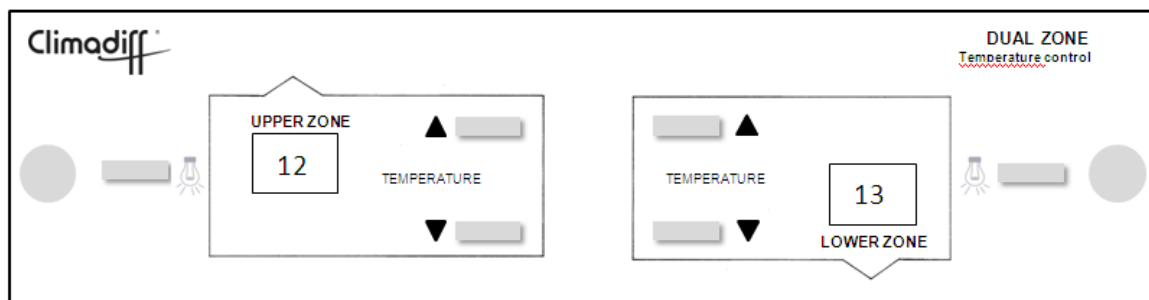 Climadiff
DUAL ZONE
Temperature control
UPPER ZONE
12
TEMPERATURE
TEMPERATURE
13
LOWER ZONE